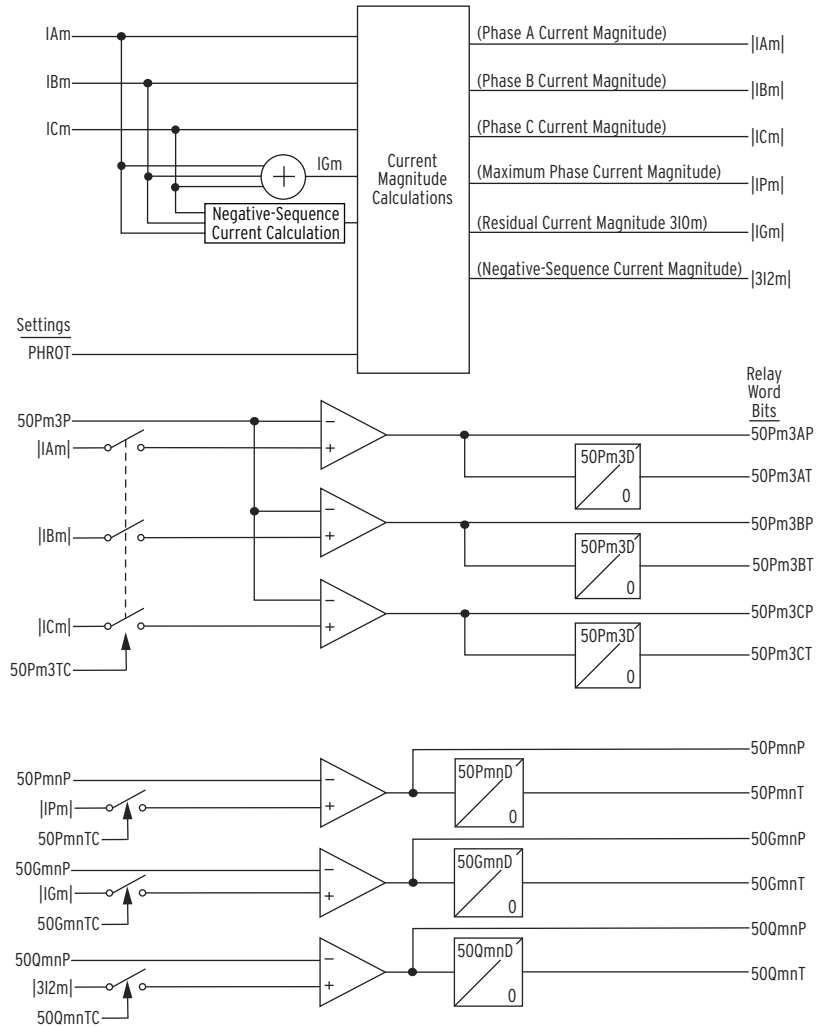 IAm
(Phase A Current Magnitude)
|IAm|
IBm
(Phase B Current Magnitude)
|IBm|
ICm
(Phase C Current Magnitude)
|ICm|
IGm
+
Current
Magnitude
Calculations
(Maximum Phase Current Magnitude)
|IPm|
Negative-Sequence
Current Calculation
(Residual Current Magnitude 3I0m)
|IGm|
(Negative-Sequence Current Magnitude)
|3I2m|
Settings
PHROT
Relay
Word
Bits
50Pm3P
–
50Pm3AP
|IAm|
+
50Pm3D
0
50Pm3AT
–
50Pm3BP
|IBm|
+
50Pm3D
0
50Pm3BT
–
50Pm3CP
|ICm|
+
50Pm3D
0
50Pm3CT
50Pm3TC
50PmnP
–
50PmnP
|IPm|
+
50PmnD
0
50PmnT
50PmnTC
50GmnP
–
50GmnP
|IGm|
+
50GmnD
0
50GmnT
50GmnTC
50QmnP
–
50QmnP
|3I2m|
+
50QmnD
0
50QmnT
50QmnTC